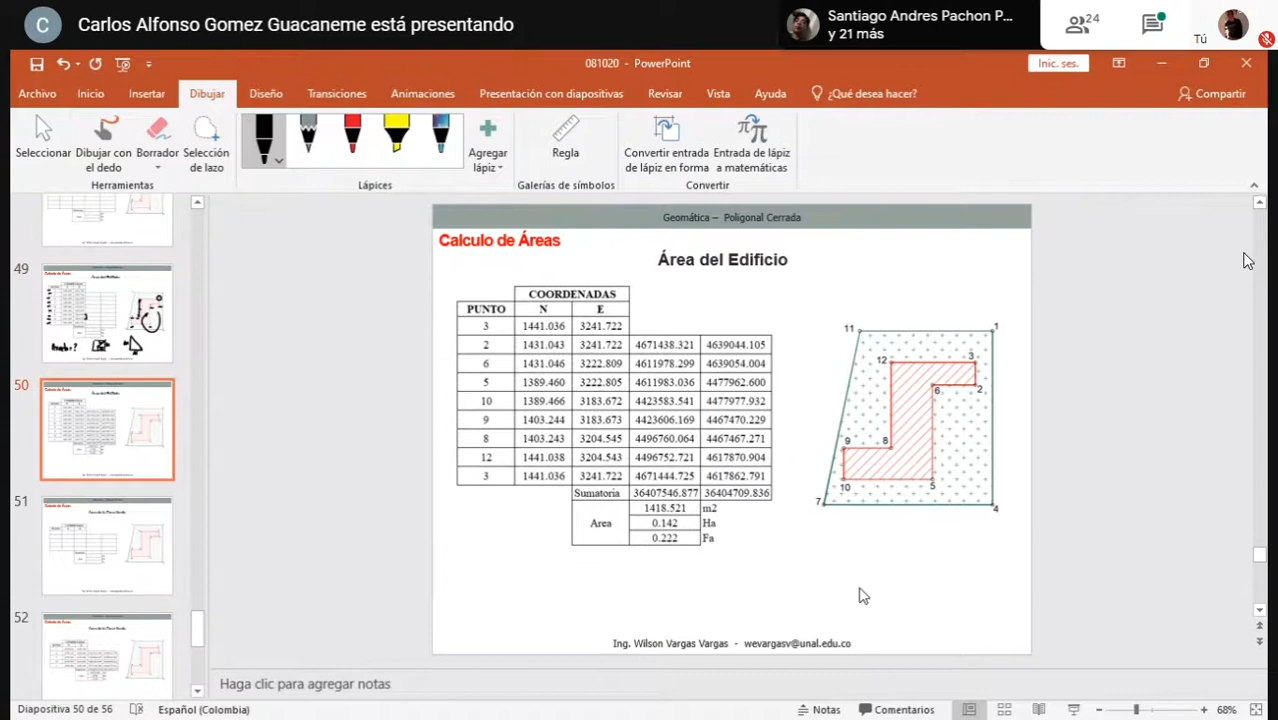 C Carlos Alfonso Gomez Guacaneme está presentando
Santiago Andres Pachon P...
y 21 más
24
Tú
081020 - PowerPoint
Inic. ses.
Archivo Inicio Insertar Dibujar Diseño Transiciones Animaciones Presentación con diapositivas Revisar Vista Ayuda ¿Qué desea hacer? Compartir
Seleccionar Dibujar con el dedo Borrador Selección de lazo
Agregar lápiz Regla Convertir entrada de lápiz en forma Entrada de lápiz a matemáticas
Herramientas Lápices Galerías de símbolos Convertir
49
50
51
52
Geomática – Poligonal Cerrada
Calculo de Áreas
Área del Edificio
COORDENADAS
PUNTO N E
3 1441.036 3241.722
2 1431.043 3241.722 4671438.321 4639044.105
6 1431.046 3222.809 4611978.299 4639054.004
5 1389.460 3222.805 4611983.036 4477962.600
10 1389.466 3183.672 4423583.541 4477977.932
9 1403.244 3183.673 4423606.169 4467470.229
8 1403.243 3204.545 4496760.064 4467467.271
12 1441.038 3204.543 4496752.721 4617870.904
3 1441.036 3241.722 4671444.725 4617862.791
Sumatoria 36407546.877 36404709.836
Area 1418.521 m2
0.142 Ha
0.222 Fa
11 1
12 3
6 2
9 8
10 5
7 4
Ing. Wilson Vargas Vargas - wevargasv@unal.edu.co
Haga clic para agregar notas
Diapositiva 50 de 56 Español (Colombia) Notas Comentarios 68%